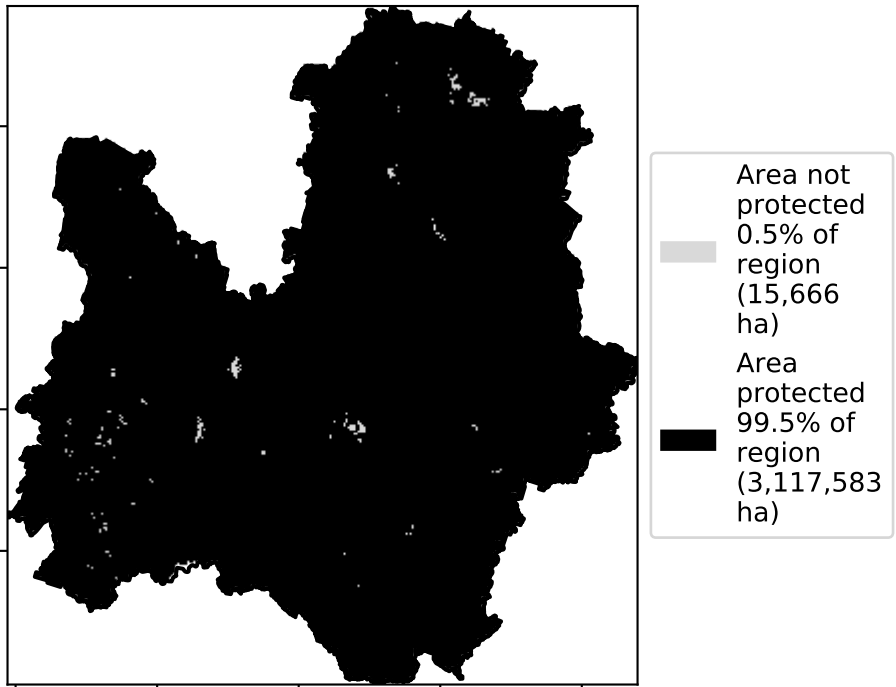 Area not
protected
0.5% of
region
(15,666
ha)
Area
protected
99.5% of
region
(3,117,583
ha)